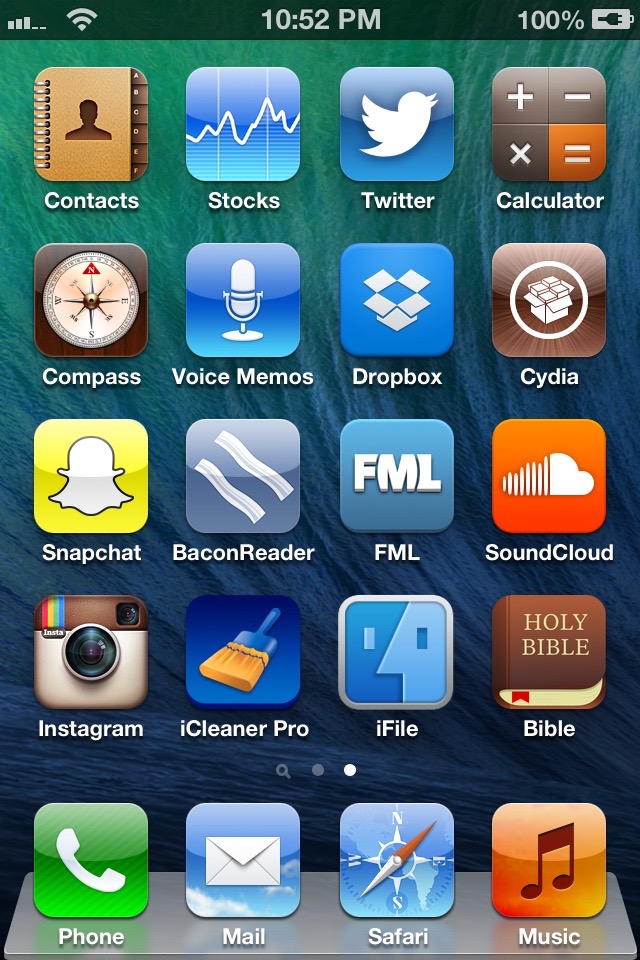 10:52 PM 100%
A
B
C
D
E
F
Contacts Stocks Twitter Calculator
N
W E
S
Compass Voice Memos Dropbox Cydia
FML
Snapchat BaconReader FML SoundCloud
Insta
HOLY
BIBLE
Instagram iCleaner Pro iFile Bible
N
W E
S
Phone Mail Safari Music